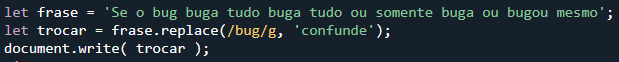 let frase = 'Se o bug buga tudo buga tudo ou somente buga ou bugou mesmo';
let trocar = frase.replace(/bug/g, 'confunde');
document.write( trocar );